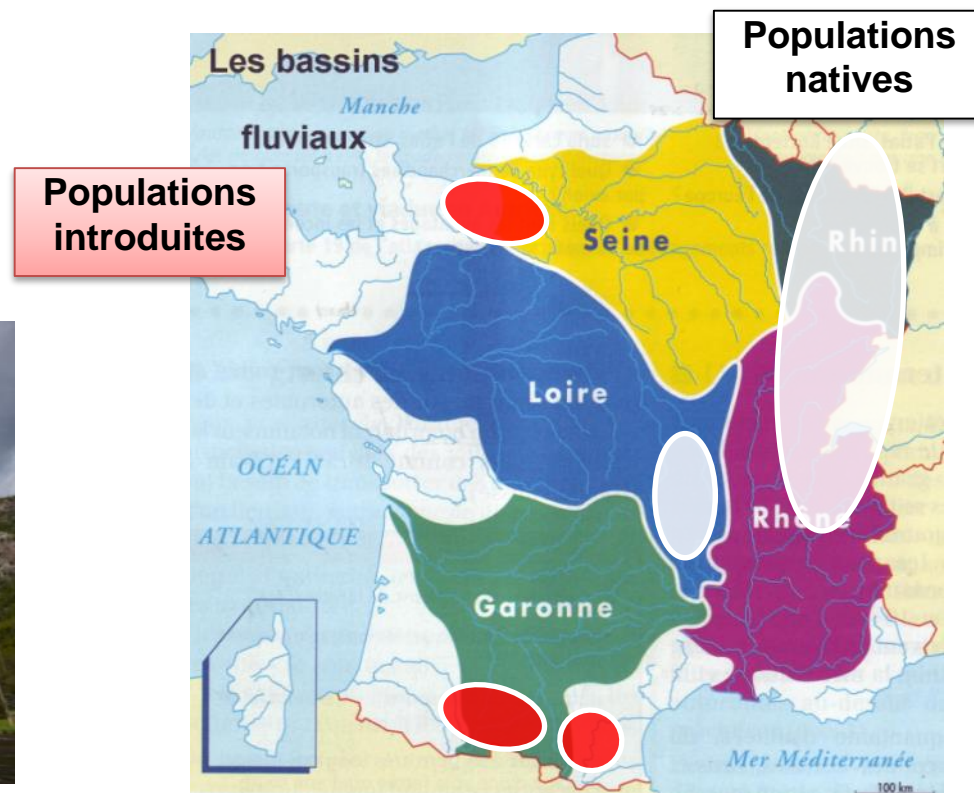 Les bassins
fluviaux
Manche
Populations
natives
Populations
introduites
Seine
Rhin
Loire
OCÉAN
ATLANTIQUE
Rhône
Garonne
Mer Méditerranée
100 km